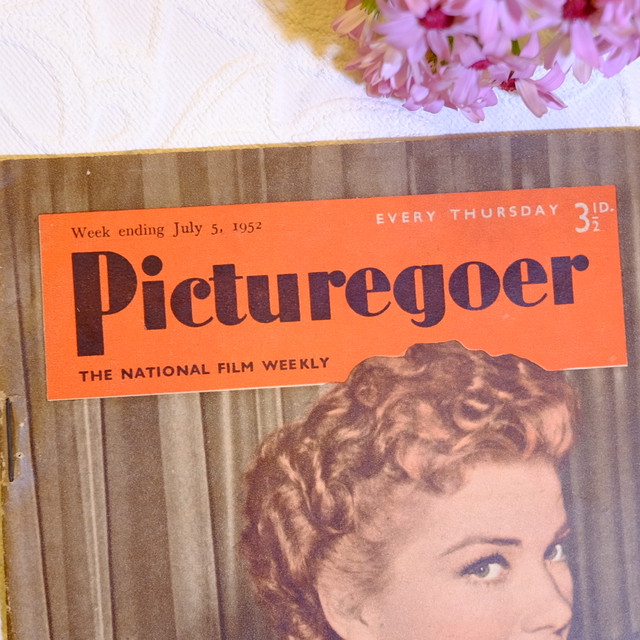 Week ending July 5, 1952
EVERY THURSDAY 3½D.
Picturegoer
THE NATIONAL FILM WEEKLY